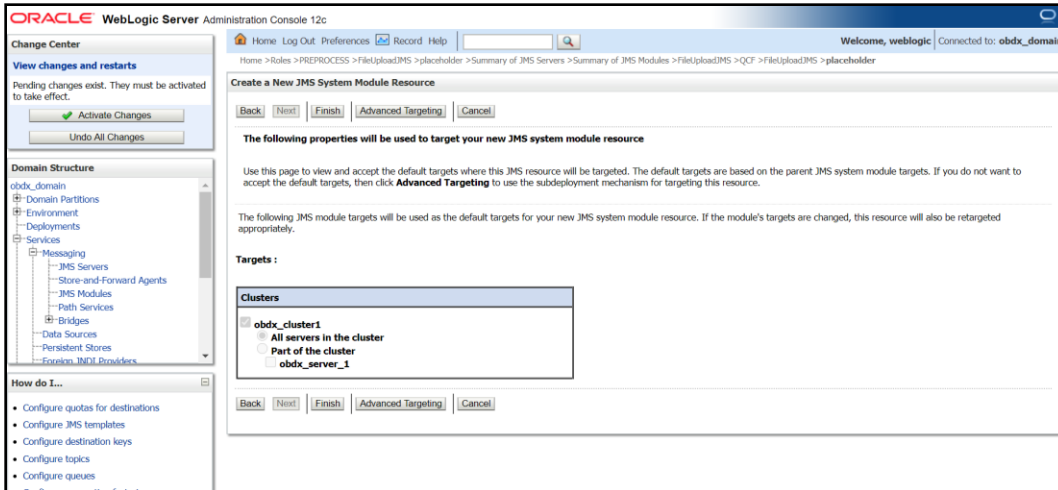 ORACLE WebLogic Server Administration Console 12c
Change Center
View changes and restarts
Pending changes exist. They must be activated
to take effect.
Activate Changes
Undo All Changes
Domain Structure
obdx_domain
Domain Partitions
Environment
Deployments
Services
Messaging
JMS Servers
Store-and-Forward Agents
JMS Modules
Path Services
Bridges
Data Sources
Persistent Stores
Foreign JNDI Providers
How do I...
Configure quotas for destinations
Configure JMS templates
Configure destination keys
Configure topics
Configure queues
Home Log Out Preferences Record Help
Welcome, weblogic Connected to: obdx_domain
Home >Roles >PREPROCESS >FileUploadJMS >placeholder >Summary of JMS Servers >Summary of JMS Modules >FileUploadJMS >QCF >FileUploadJMS >placeholder
Create a New JMS System Module Resource
Back Next Finish Advanced Targeting Cancel
The following properties will be used to target your new JMS system module resource
Use this page to view and accept the default targets where this JMS resource will be targeted. The default targets are based on the parent JMS system module targets. If you do not want to
accept the default targets, then click Advanced Targeting to use the subdeployment mechanism for targeting this resource.
The following JMS module targets will be used as the default targets for your new JMS system module resource. If the module's targets are changed, this resource will also be retargeted
appropriately.
Targets :
Clusters
obdx_cluster1
All servers in the cluster
Part of the cluster
obdx_server_1
Back Next Finish Advanced Targeting Cancel